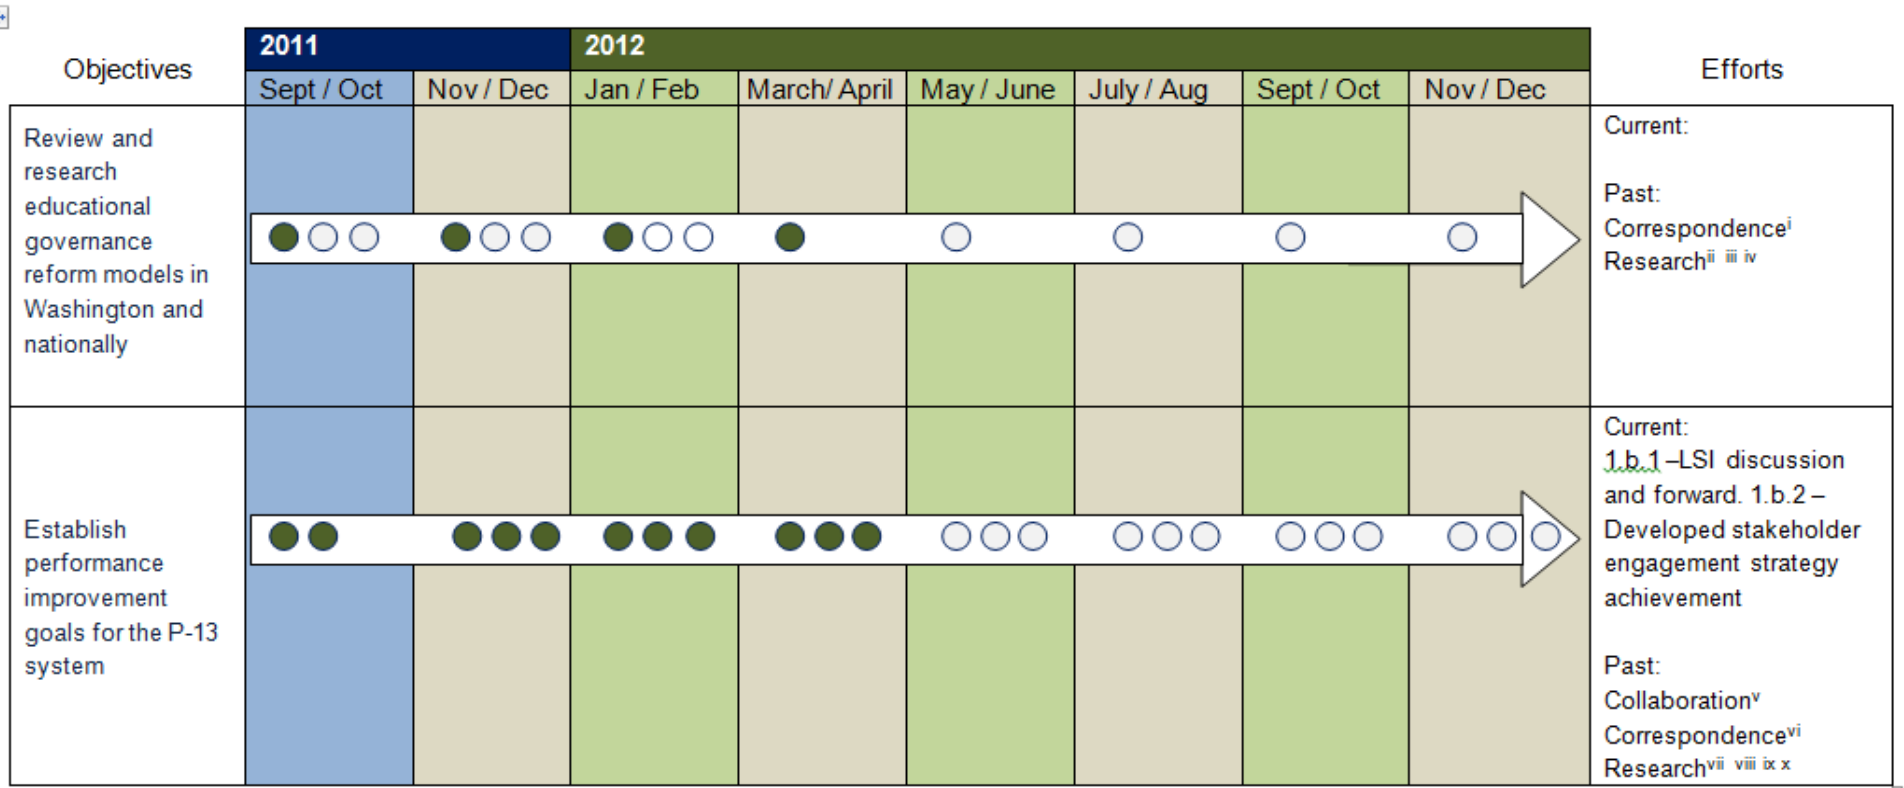 2011
2012
Objectives
Efforts
Sept / Oct
Nov / Dec
Jan / Feb
March/ April
May / June
July / Aug
Sept / Oct
Nov / Dec
Review and
research
educational
governance
reform models in
Washington and
nationally
Current:
Past:
Correspondenceⁱ
Researchⁱⁱ ⁱⁱⁱ ⁱᵛ
Establish
performance
improvement
goals for the P-13
system
Current:
1.b.1 –LSI discussion
and forward. 1.b.2 –
Developed stakeholder
engagement strategy
achievement
Past:
Collaborationᵛ
Correspondenceᵛⁱ
Researchᵛⁱⁱ ᵛⁱⁱⁱ ⁱˣ ˣ